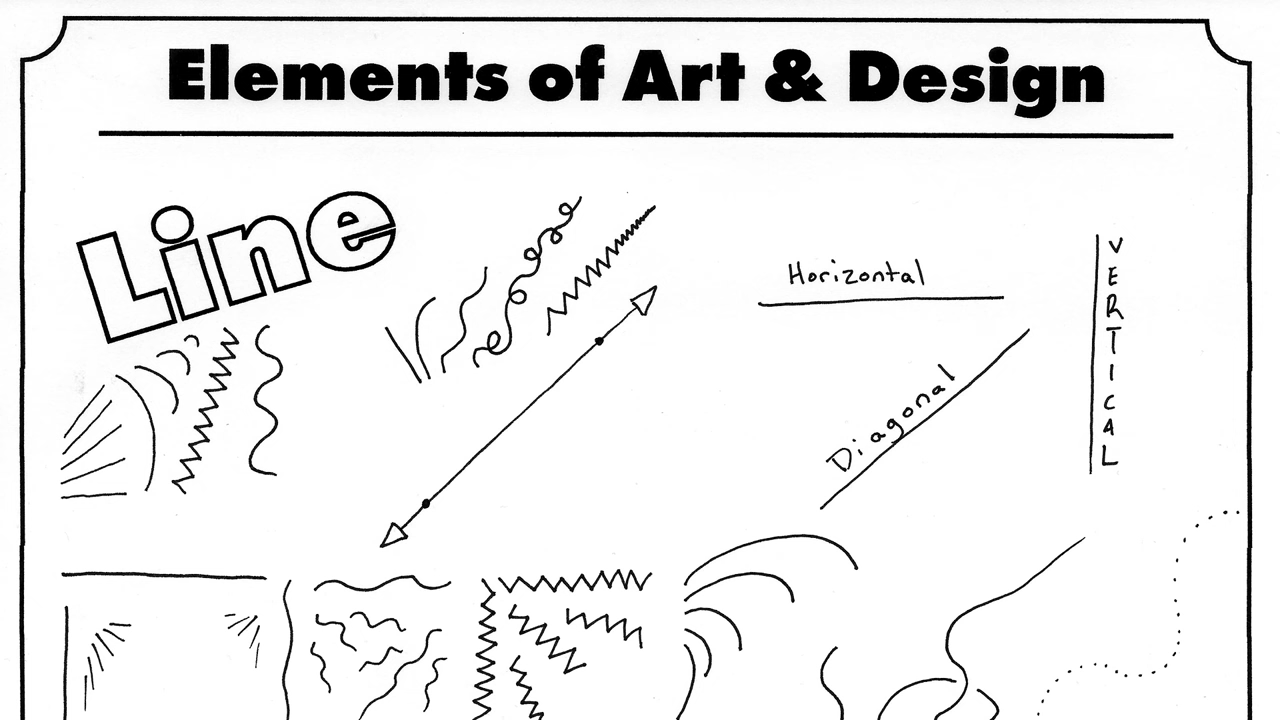 Elements of Art & Design
Line
Horizontal
VERTICAL
Diagonal